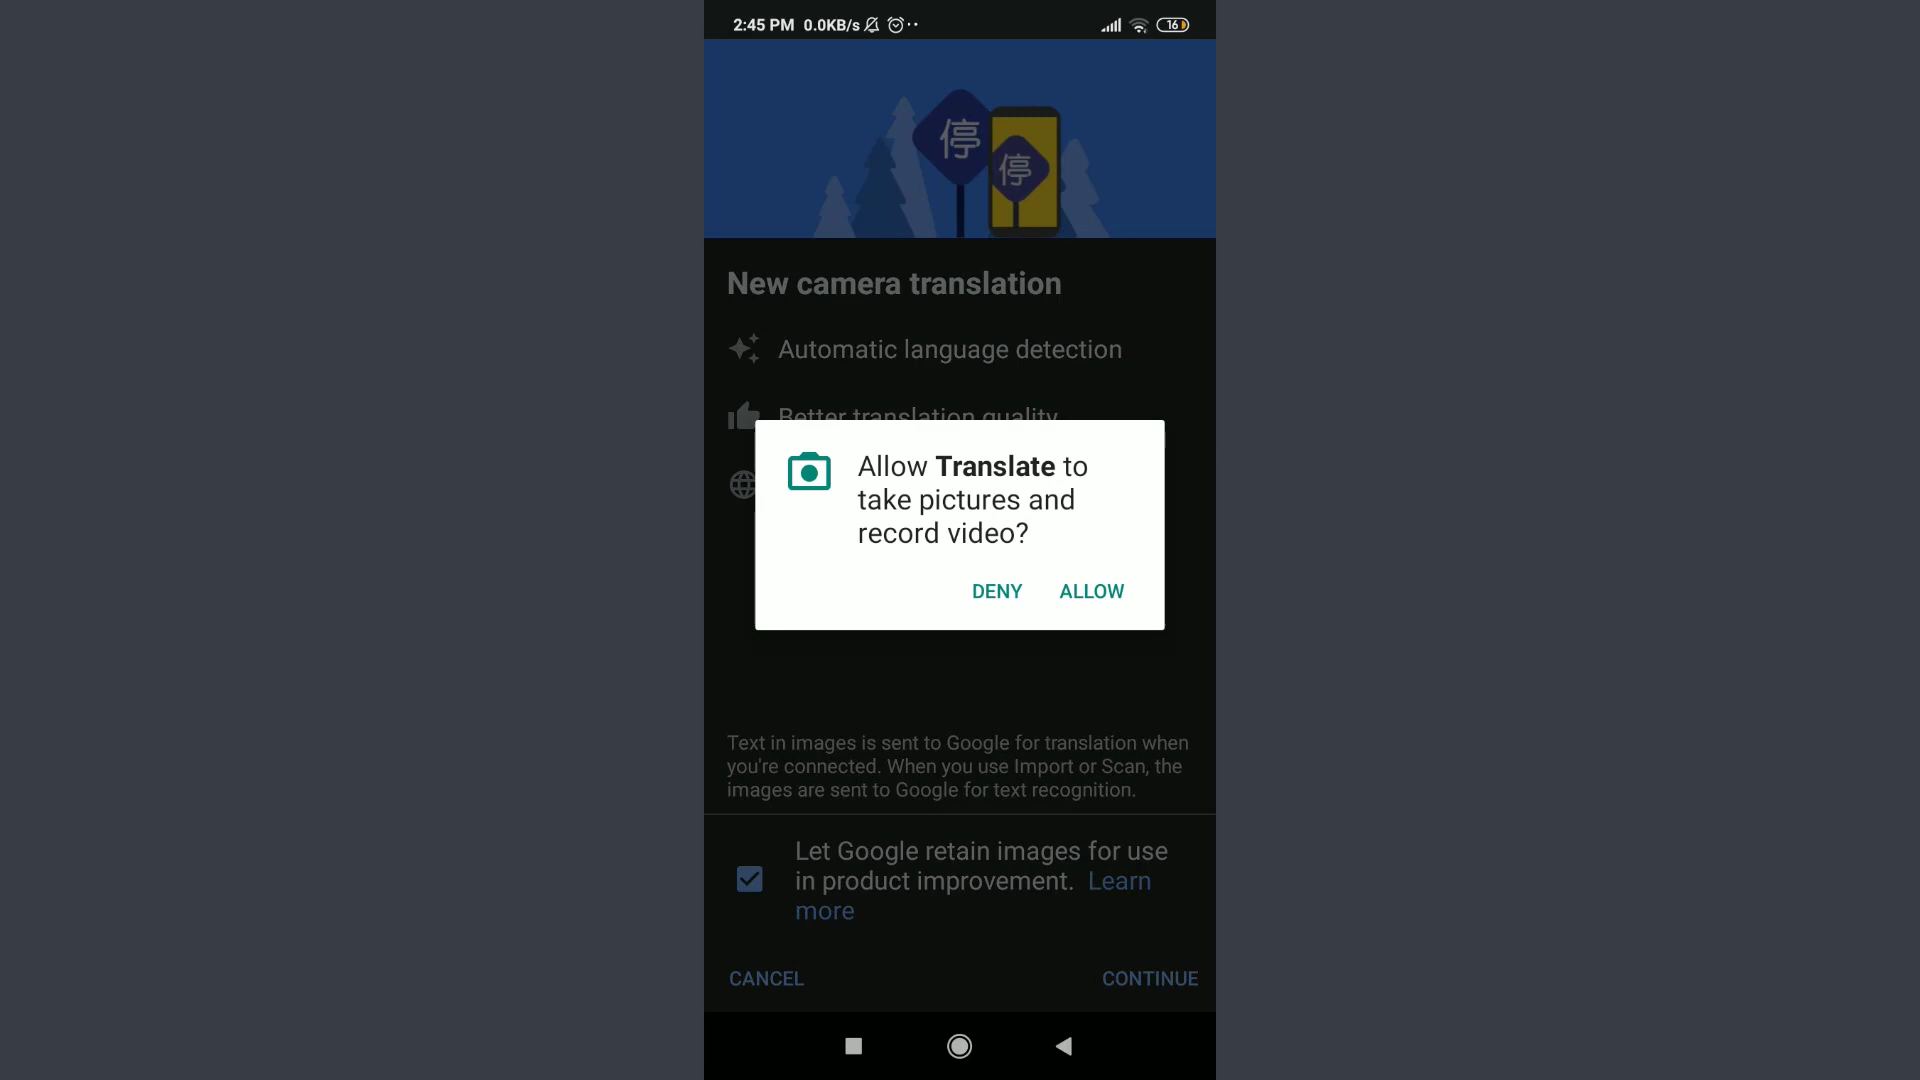 2:45 PM 0.0KB/s 16
停
停
New camera translation
Automatic language detection
Better translation quality
Allow Translate to
take pictures and
record video?
DENY ALLOW
Text in images is sent to Google for translation when
you're connected. When you use Import or Scan, the
images are sent to Google for text recognition.
Let Google retain images for use
in product improvement. Learn
more
CANCEL CONTINUE